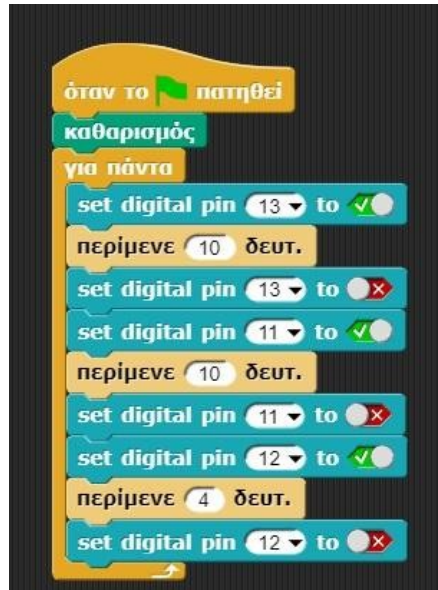 όταν το πατηθεί
καθαρισμός
για πάντα
set digital pin 13 to
περίμενε 10 δευτ.
set digital pin 13 to
set digital pin 11 to
περίμενε 10 δευτ.
set digital pin 11 to
set digital pin 12 to
περίμενε 4 δευτ.
set digital pin 12 to